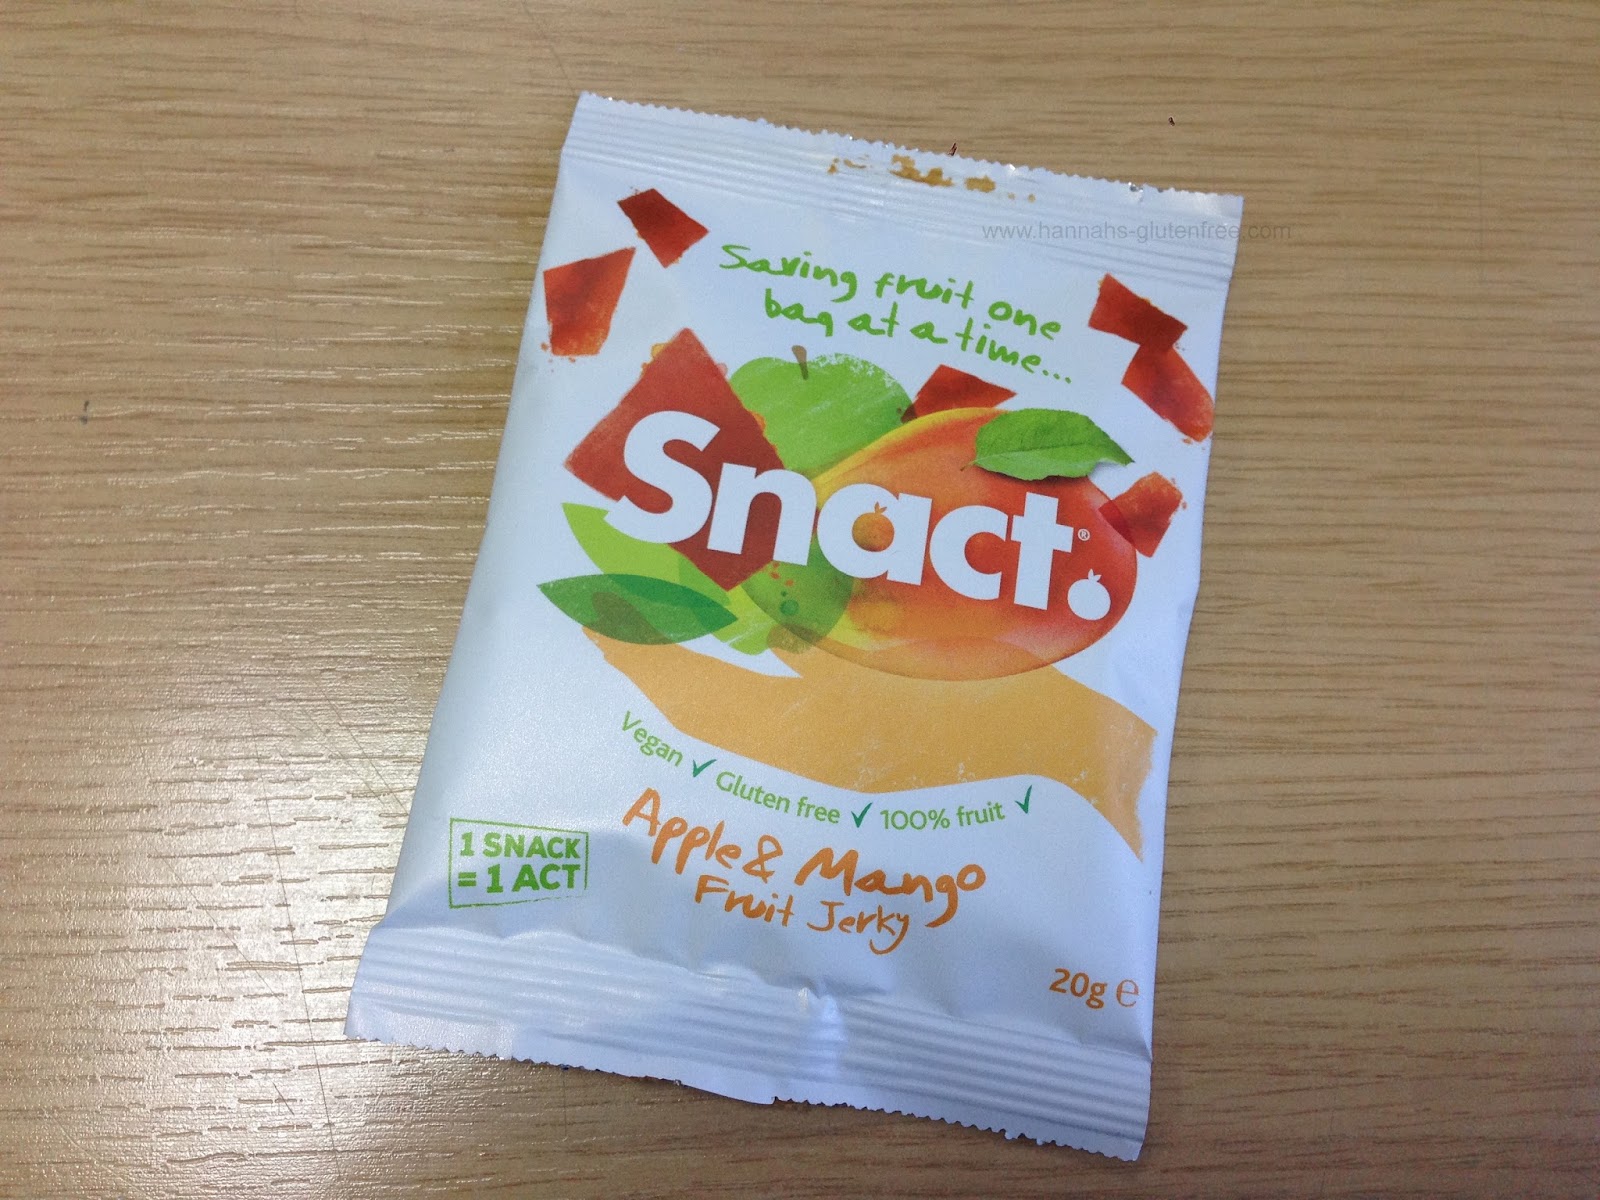 www.hannahs-glutenfree.com
Saving fruit one
bag at a time...
Snact.®
Vegan ✓ Gluten free ✓ 100% fruit ✓
Apple & Mango
Fruit Jerky
1 SNACK
= 1 ACT
20g ℮